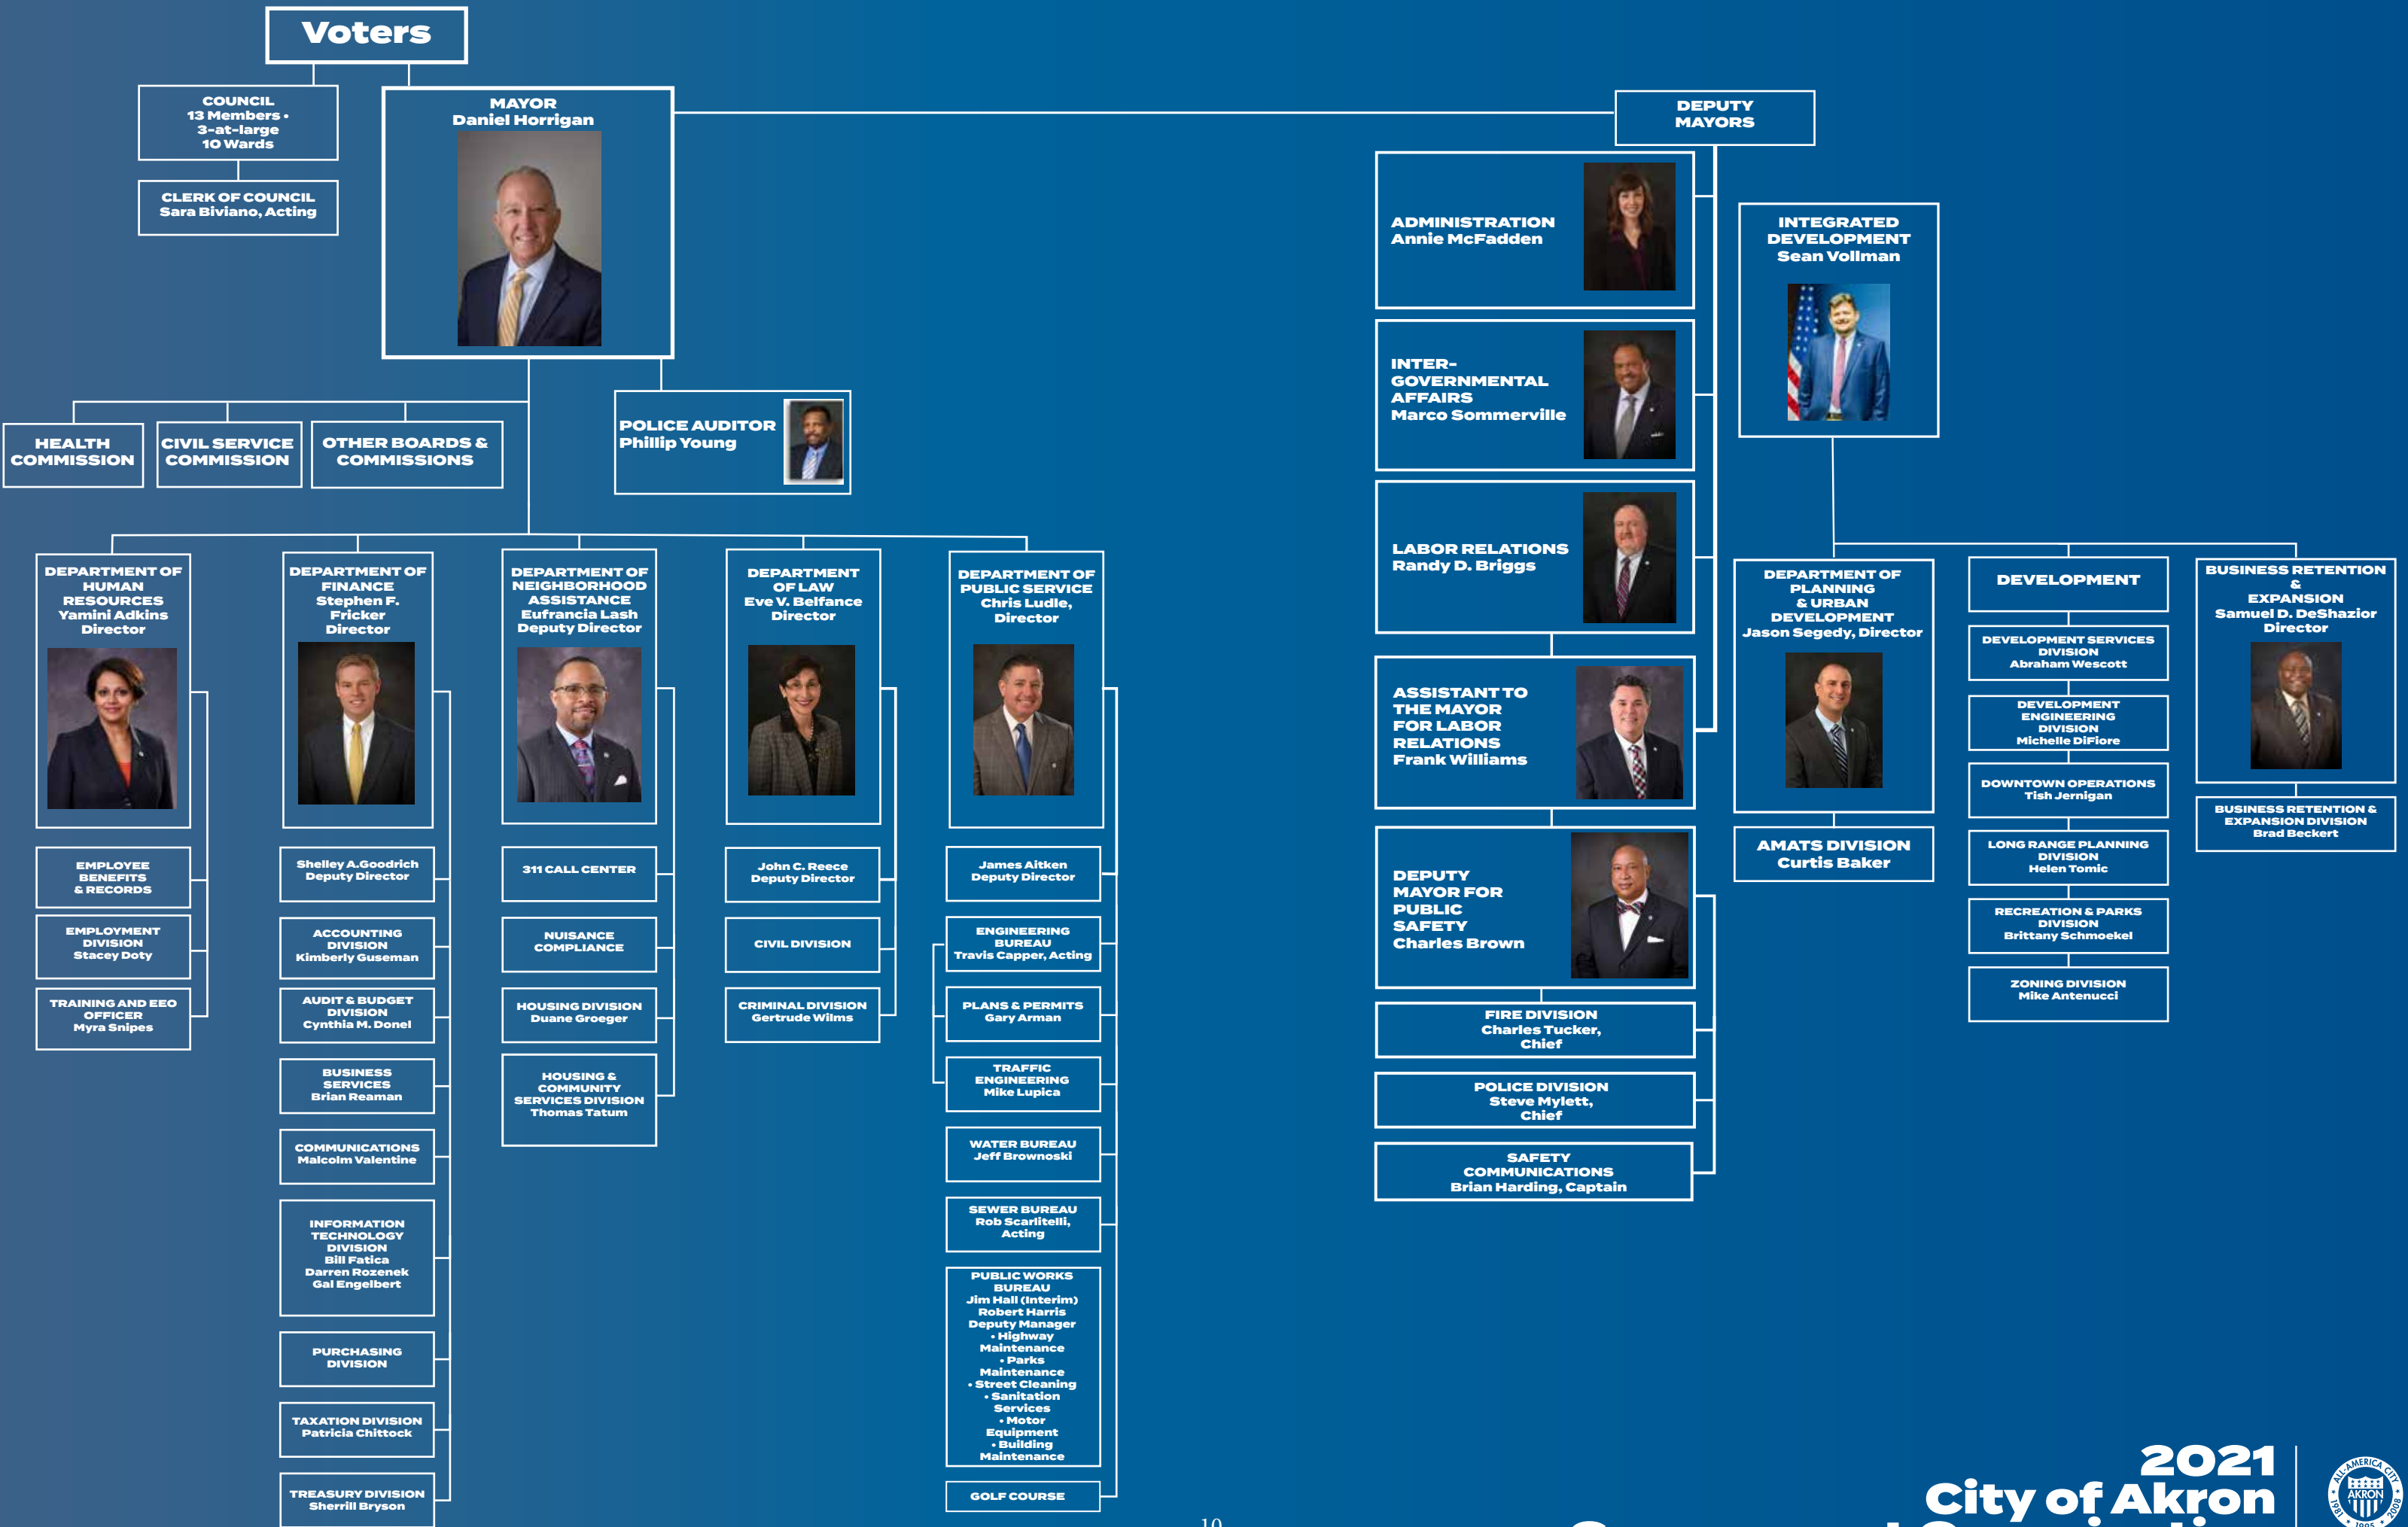 Voters
COUNCIL
13 Members •
3-at-large
10 Wards
CLERK OF COUNCIL
Sara Biviano, Acting
MAYOR
Daniel Horrigan
DEPUTY
MAYORS
ADMINISTRATION
Annie McFadden
INTER-
GOVERNMENTAL
AFFAIRS
Marco Sommerville
LABOR RELATIONS
Randy D. Briggs
ASSISTANT TO
THE MAYOR
FOR LABOR
RELATIONS
Frank Williams
DEPUTY
MAYOR FOR
PUBLIC
SAFETY
Charles Brown
FIRE DIVISION
Charles Tucker,
Chief
POLICE DIVISION
Steve Mylett,
Chief
SAFETY
COMMUNICATIONS
Brian Harding, Captain
INTEGRATED
DEVELOPMENT
Sean Vollman
HEALTH
COMMISSION
CIVIL SERVICE
COMMISSION
OTHER BOARDS &
COMMISSIONS
POLICE AUDITOR
Phillip Young
DEPARTMENT OF
HUMAN
RESOURCES
Yamini Adkins
Director
EMPLOYEE
BENEFITS
& RECORDS
EMPLOYMENT
DIVISION
Stacey Doty
TRAINING AND EEO
OFFICER
Myra Snipes
DEPARTMENT OF
FINANCE
Stephen F.
Fricker
Director
Shelley A.Goodrich
Deputy Director
ACCOUNTING
DIVISION
Kimberly Guseman
AUDIT & BUDGET
DIVISION
Cynthia M. Donel
BUSINESS
SERVICES
Brian Reaman
COMMUNICATIONS
Malcolm Valentine
INFORMATION
TECHNOLOGY
DIVISION
Bill Fatica
Darren Rozenek
Gal Engelbert
PURCHASING
DIVISION
TAXATION DIVISION
Patricia Chittock
TREASURY DIVISION
Sherrill Bryson
DEPARTMENT OF
NEIGHBORHOOD
ASSISTANCE
Eufrancia Lash
Deputy Director
311 CALL CENTER
NUISANCE
COMPLIANCE
HOUSING DIVISION
Duane Groeger
HOUSING &
COMMUNITY
SERVICES DIVISION
Thomas Tatum
DEPARTMENT
OF LAW
Eve V. Belfance
Director
John C. Reece
Deputy Director
CIVIL DIVISION
CRIMINAL DIVISION
Gertrude Wilms
DEPARTMENT OF
PUBLIC SERVICE
Chris Ludle,
Director
James Aitken
Deputy Director
ENGINEERING
BUREAU
Travis Capper, Acting
PLANS & PERMITS
Gary Arman
TRAFFIC
ENGINEERING
Mike Lupica
WATER BUREAU
Jeff Brownoski
SEWER BUREAU
Rob Scarlitelli,
Acting
PUBLIC WORKS
BUREAU
Jim Hall (Interim)
Robert Harris
Deputy Manager
• Highway
Maintenance
• Parks
Maintenance
• Street Cleaning
• Sanitation
Services
• Motor
Equipment
• Building
Maintenance
GOLF COURSE
DEPARTMENT OF
PLANNING
& URBAN
DEVELOPMENT
Jason Segedy, Director
AMATS DIVISION
Curtis Baker
DEVELOPMENT
DEVELOPMENT SERVICES
DIVISION
Abraham Wescott
DEVELOPMENT
ENGINEERING
DIVISION
Michelle DiFiore
DOWNTOWN OPERATIONS
Tish Jernigan
LONG RANGE PLANNING
DIVISION
Helen Tomic
RECREATION & PARKS
DIVISION
Brittany Schmoekel
ZONING DIVISION
Mike Antenucci
BUSINESS RETENTION
&
EXPANSION
Samuel D. DeShazior
Director
BUSINESS RETENTION &
EXPANSION DIVISION
Brad Beckert
10
2021
City of Akron
ALL-AMERICA CITY
AKRON
1981 • 1995 • 2008